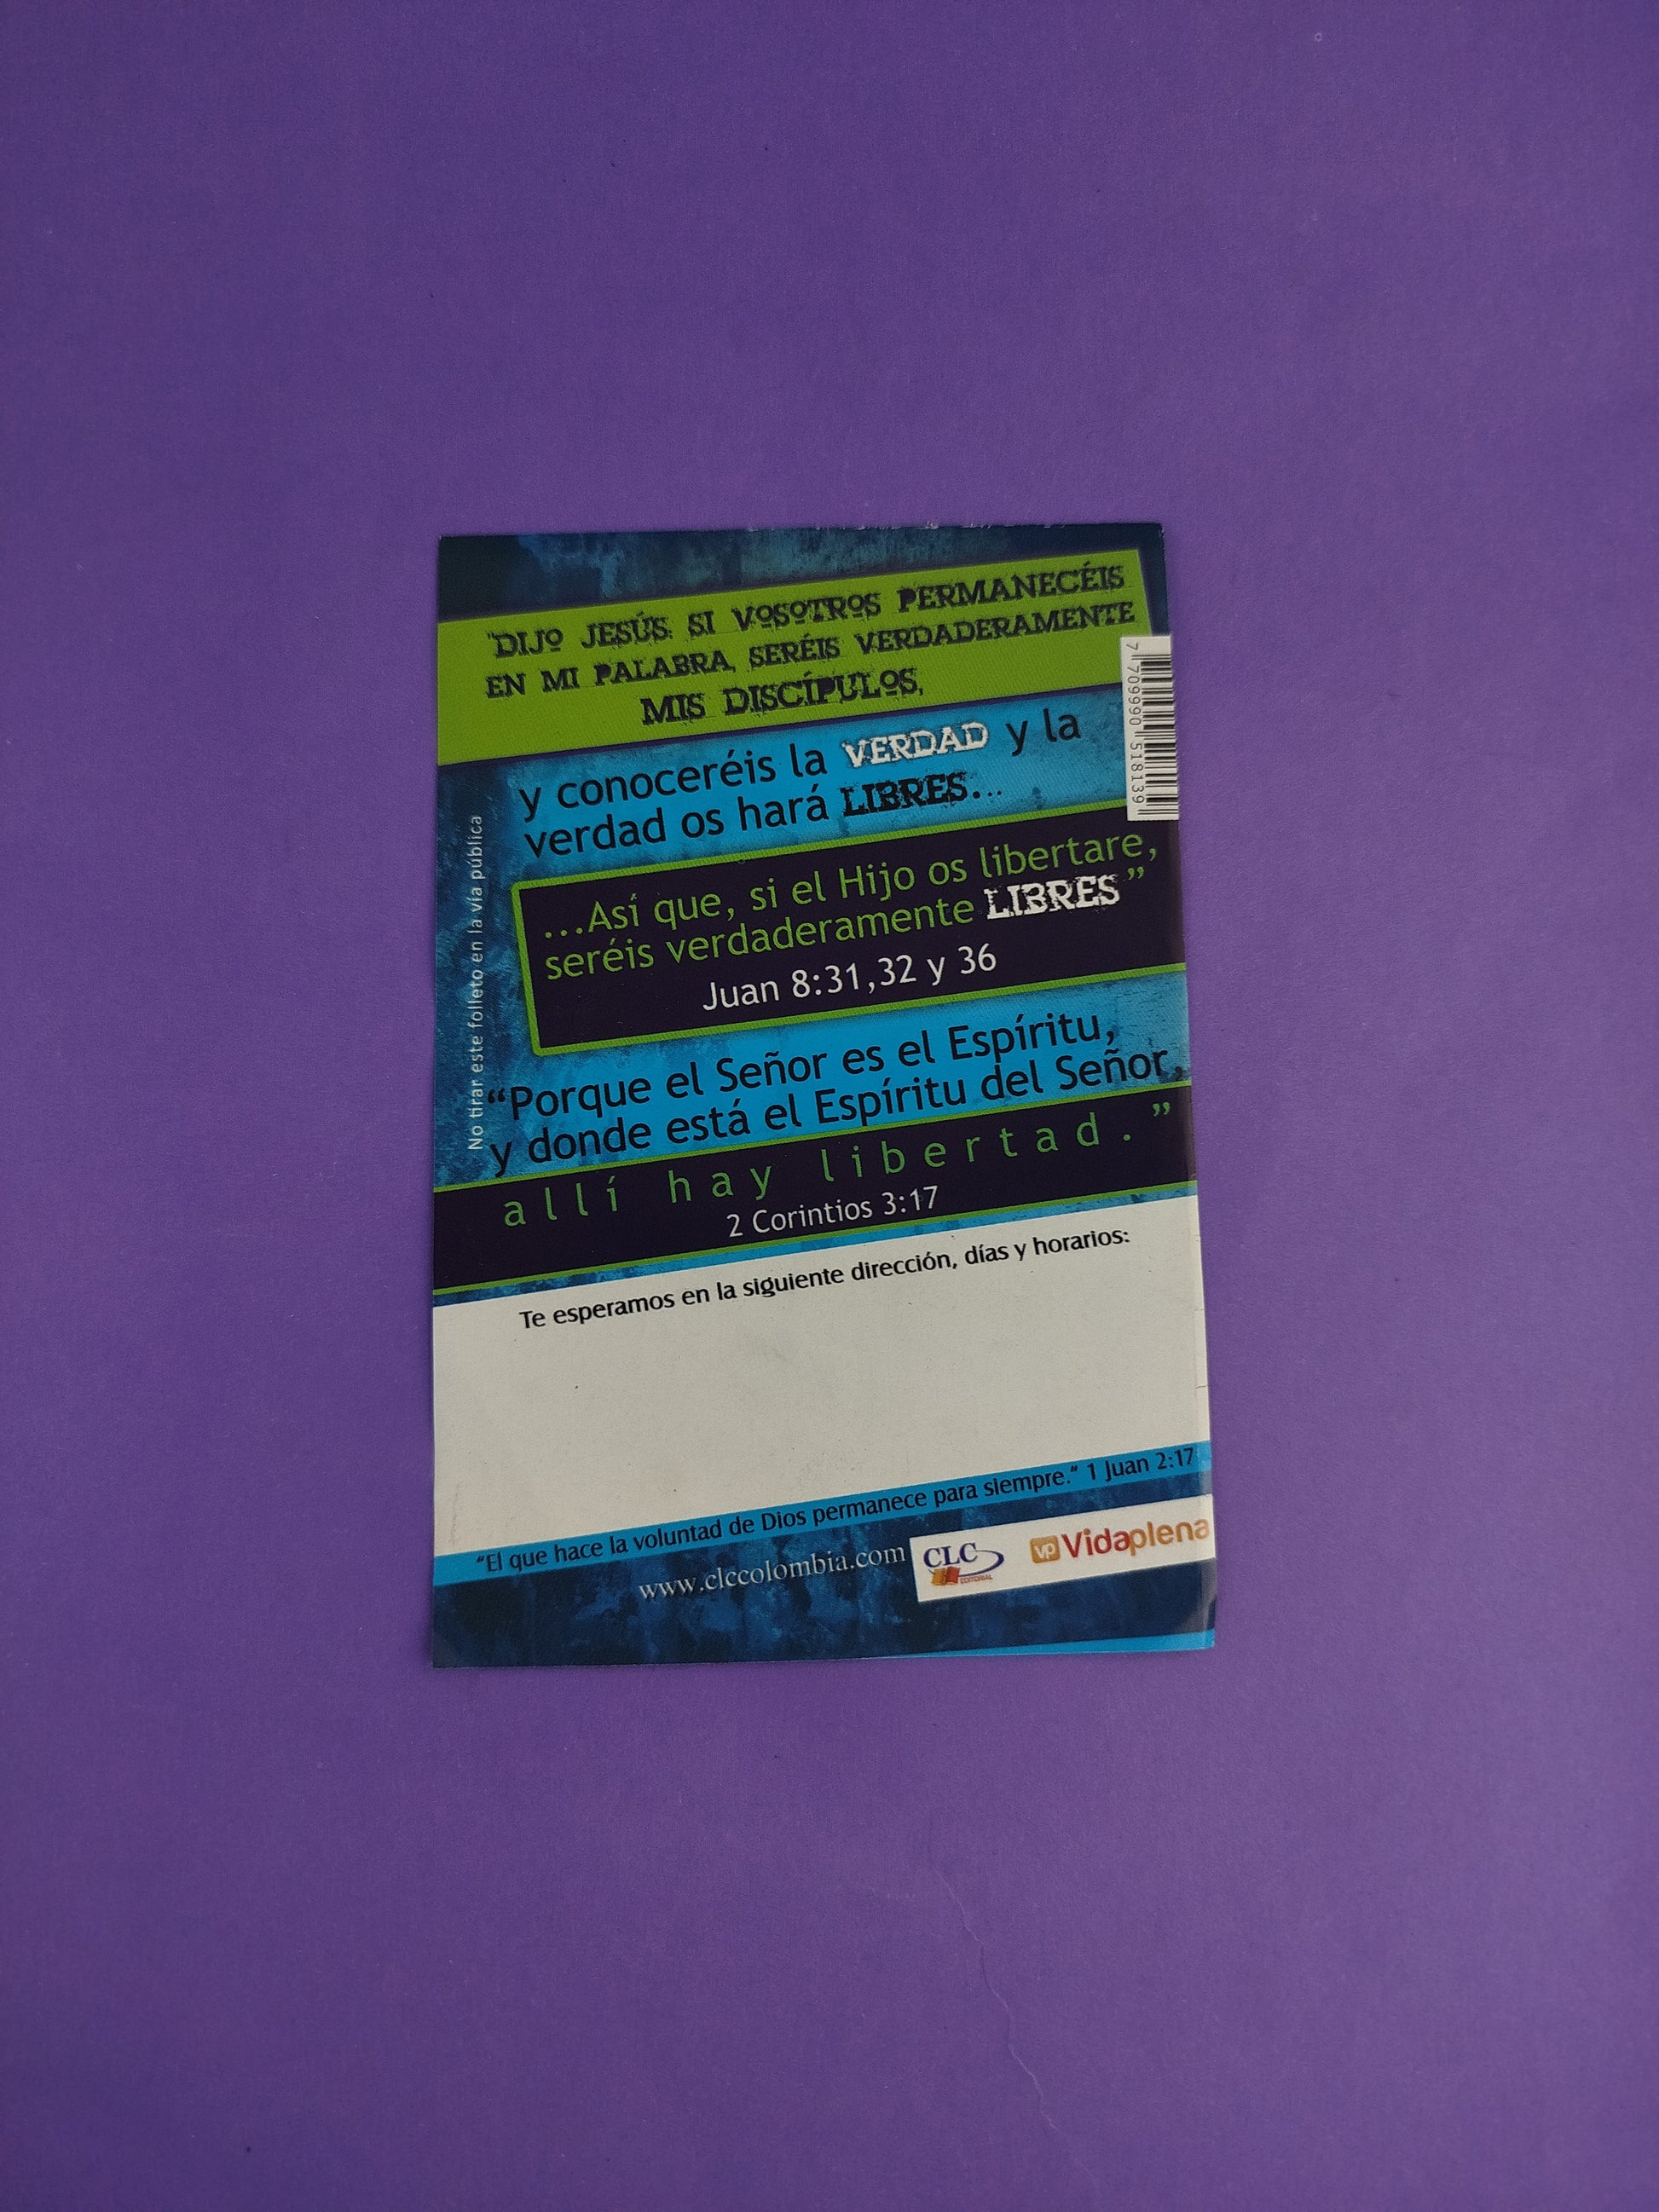 "DIJO JESÚS: SI VOSOTROS PERMANECÉIS
EN MI PALABRA, SERÉIS VERDADERAMENTE
MIS DISCÍPULOS,
y conoceréis la VERDAD y la
verdad os hará LIBRES...
...Así que, si el Hijo os libertare,
seréis verdaderamente LIBRES"
Juan 8:31,32 y 36
"Porque el Señor es el Espíritu,
y donde está el Espíritu del Señor,
allí hay libertad."
2 Corintios 3:17
No tirar este folleto en la vía pública
7 709990 518139
Te esperamos en la siguiente dirección, días y horarios:
"El que hace la voluntad de Dios permanece para siempre." 1 Juan 2:17
www.clccolombia.com
CLC
EDITORIAL
vp Vidaplena